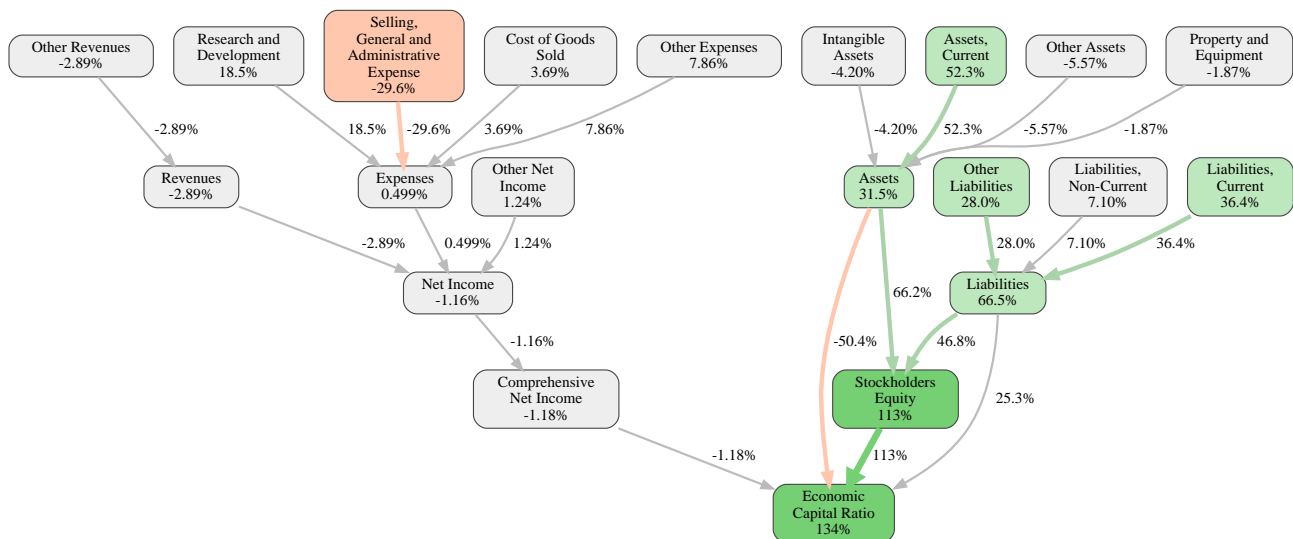 Other Revenues
-2.89%
Research and
Development
18.5%
Selling,
General and
Administrative
Expense
-29.6%
Cost of Goods
Sold
3.69%
Other Expenses
7.86%
Intangible
Assets
-4.20%
Assets,
Current
52.3%
Other Assets
-5.57%
Property and
Equipment
-1.87%
-2.89%
18.5%
-29.6%
3.69%
7.86%
-4.20%
52.3%
-5.57%
-1.87%
Revenues
-2.89%
Expenses
0.499%
Other Net
Income
1.24%
Assets
31.5%
Other
Liabilities
28.0%
Liabilities,
Non-Current
7.10%
Liabilities,
Current
36.4%
-2.89%
0.499%
1.24%
28.0%
7.10%
36.4%
Net Income
-1.16%
66.2%
Liabilities
66.5%
-1.16%
-50.4%
46.8%
Comprehensive
Net Income
-1.18%
Stockholders
Equity
113%
25.3%
-1.18%
113%
Economic
Capital Ratio
134%